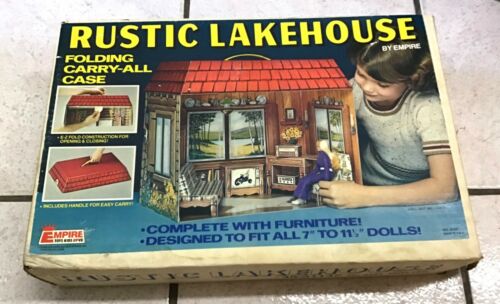 RUSTIC LAKEHOUSE
BY EMPIRE
FOLDING
CARRY-ALL
CASE
• E-Z FOLD CONSTRUCTION FOR
OPENING & CLOSING!
• INCLUDES HANDLE FOR EASY CARRY!
EMPIRE
• COMPLETE WITH FURNITURE!
• DESIGNED TO FIT ALL 7" TO 11½" DOLLS!
RUSTIC LAKEHOUSE